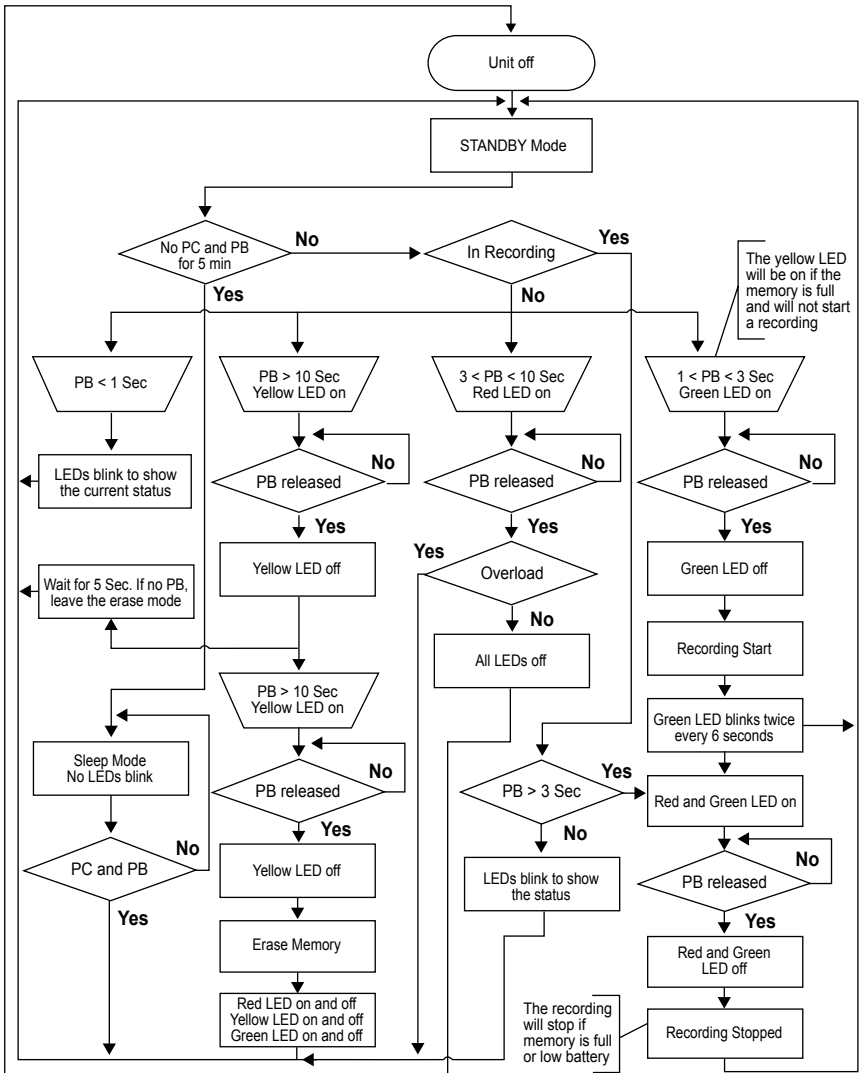 Unit off
STANDBY Mode
No PC and PB
for 5 min
No
Yes
In Recording
Yes
No
The yellow LED
will be on if the
memory is full
and will not start
a recording
PB < 1 Sec
PB > 10 Sec
Yellow LED on
3 < PB < 10 Sec
Red LED on
1 < PB < 3 Sec
Green LED on
LEDs blink to show
the current status
PB released
No
Yes
PB released
No
Yes
PB released
No
Yes
Wait for 5 Sec. If no PB,
leave the erase mode
Yellow LED off
Yes
Overload
No
Green LED off
All LEDs off
Recording Start
PB > 10 Sec
Yellow LED on
Green LED blinks twice
every 6 seconds
Sleep Mode
No LEDs blink
PB released
No
Yes
PB > 3 Sec
Yes
No
Red and Green LED on
PC and PB
No
Yes
Yellow LED off
LEDs blink to show
the status
PB released
No
Yes
Erase Memory
Red and Green
LED off
Red LED on and off
Yellow LED on and off
Green LED on and off
The recording
will stop if
memory is full
or low battery
Recording Stopped